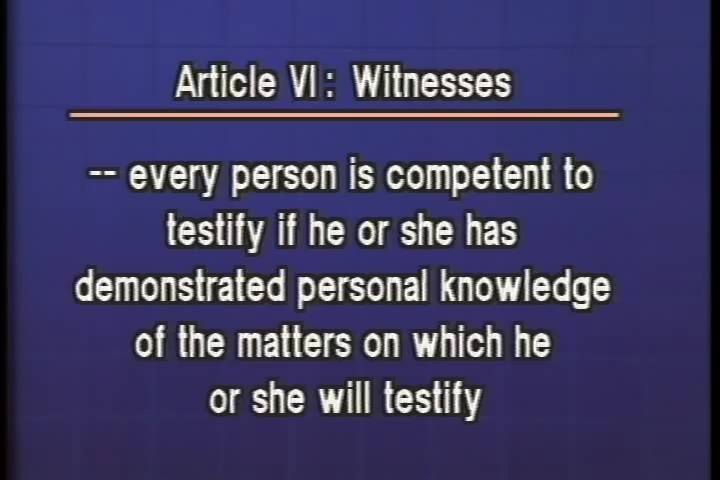 Article VI: Witnesses
-- every person is competent to
testify if he or she has
demonstrated personal knowledge
of the matters on which he
or she will testify